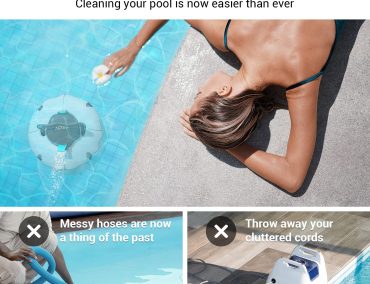 Cleaning your pool is now easier than ever
Messy hoses are now
a thing of the past
Throw away your
cluttered cords